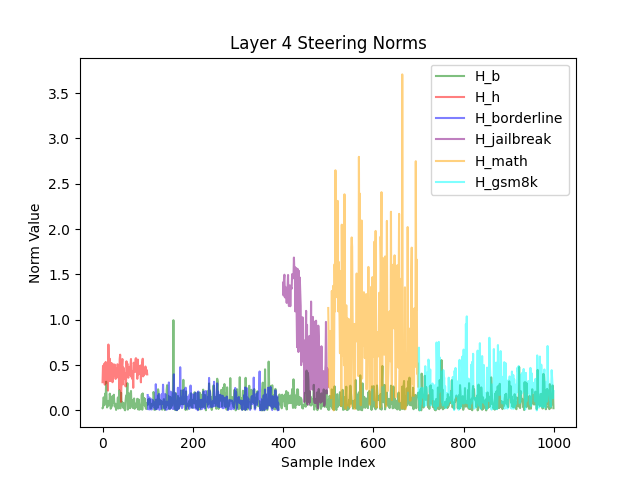 Layer 4 Steering Norms
H_b
H_h
H_borderline
H_jailbreak
H_math
H_gsm8k
Norm Value
3.5
3.0
2.5
2.0
1.5
1.0
0.5
0.0
0
200
400
600
800
1000
Sample Index